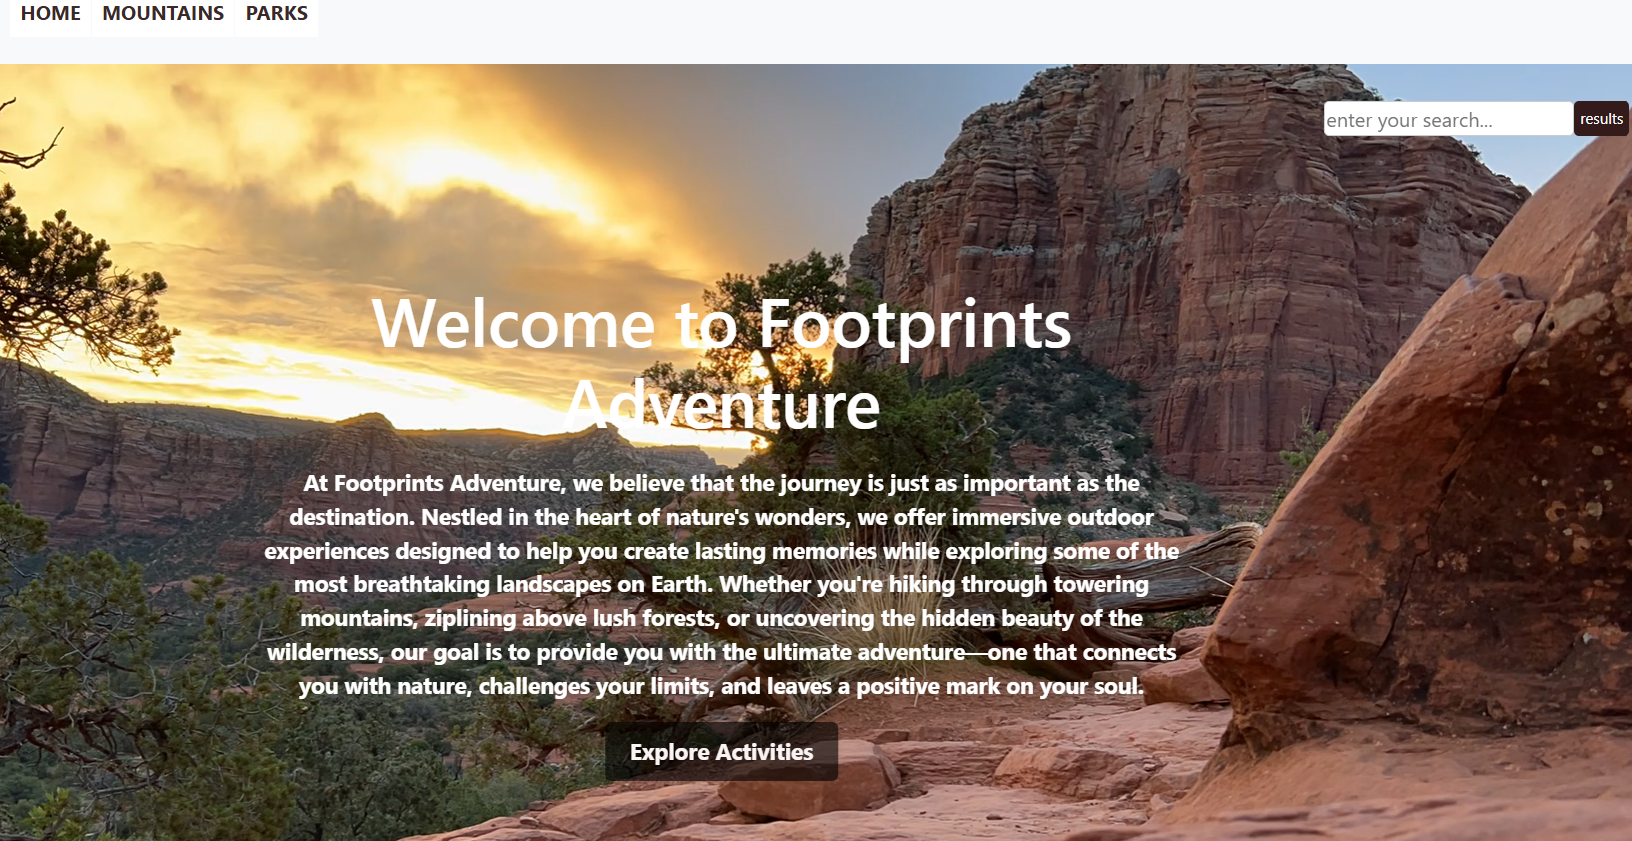 HOME MOUNTAINS PARKS
enter your search... results
Welcome to Footprints
Adventure
At Footprints Adventure, we believe that the journey is just as important as the
destination. Nestled in the heart of nature's wonders, we offer immersive outdoor
experiences designed to help you create lasting memories while exploring some of the
most breathtaking landscapes on Earth. Whether you're hiking through towering
mountains, ziplining above lush forests, or uncovering the hidden beauty of the
wilderness, our goal is to provide you with the ultimate adventure—one that connects
you with nature, challenges your limits, and leaves a positive mark on your soul.
Explore Activities